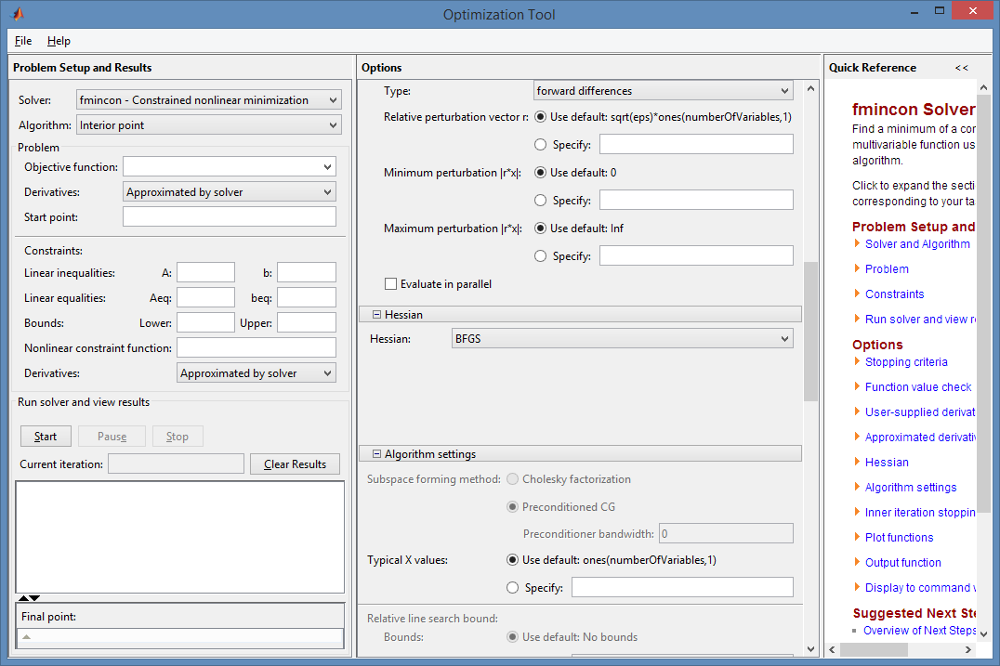 Optimization Tool
File Help
Problem Setup and Results
Solver: fmincon - Constrained nonlinear minimization
Algorithm: Interior point
Problem
Objective function:
Derivatives: Approximated by solver
Start point:
Constraints:
Linear inequalities: A: b:
Linear equalities: Aeq: beq:
Bounds: Lower: Upper:
Nonlinear constraint function:
Derivatives: Approximated by solver
Run solver and view results
Start Pause Stop
Current iteration: Clear Results
Final point:
Options
Type: forward differences
Relative perturbation vector r: Use default: sqrt(eps)*ones(numberOfVariables,1)
Specify:
Minimum perturbation |r*x|: Use default: 0
Specify:
Maximum perturbation |r*x|: Use default: Inf
Specify:
Evaluate in parallel
Hessian
Hessian: BFGS
Algorithm settings
Subspace forming method: Cholesky factorization
Preconditioned CG
Preconditioner bandwidth: 0
Typical X values: Use default: ones(numberOfVariables,1)
Specify:
Relative line search bound:
Bounds: Use default: No bounds
Quick Reference <<
fmincon Solver
Find a minimum of a cor
multivariable function us
algorithm.
Click to expand the secti
corresponding to your ta
Problem Setup and
Solver and Algorithm
Problem
Constraints
Run solver and view re
Options
Stopping criteria
Function value check
User-supplied derivat
Approximated derivativ
Hessian
Algorithm settings
Inner iteration stoppin
Plot functions
Output function
Display to command w
Suggested Next Ste
Overview of Next Steps